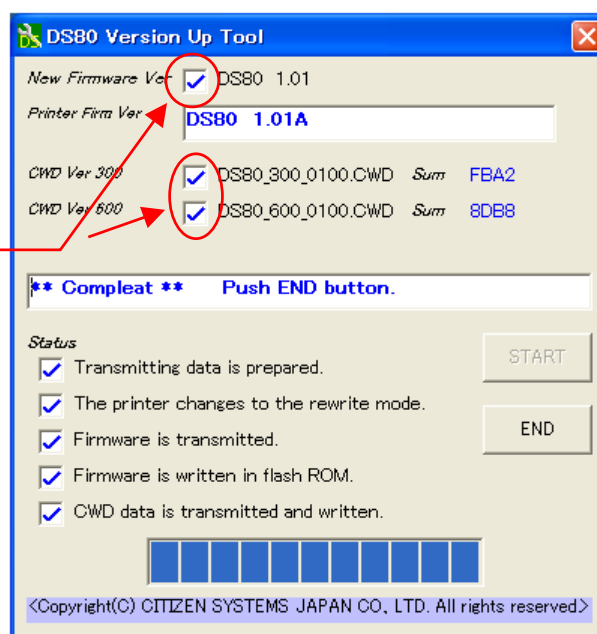 DS80 Version Up Tool
New Firmware Ver DS80 1.01
Printer Firm Ver DS80 1.01A
CWD Ver 300 DS80_300_0100.CWD Sum FBA2
CWD Ver 600 DS80_600_0100.CWD Sum 8DB8
** Compleat ** Push END button.
Status
START
Transmitting data is prepared.
The printer changes to the rewrite mode.
END
Firmware is transmitted.
Firmware is written in flash ROM.
CWD data is transmitted and written.
<Copyright(C) CITIZEN SYSTEMS JAPAN CO., LTD. All rights reserved>